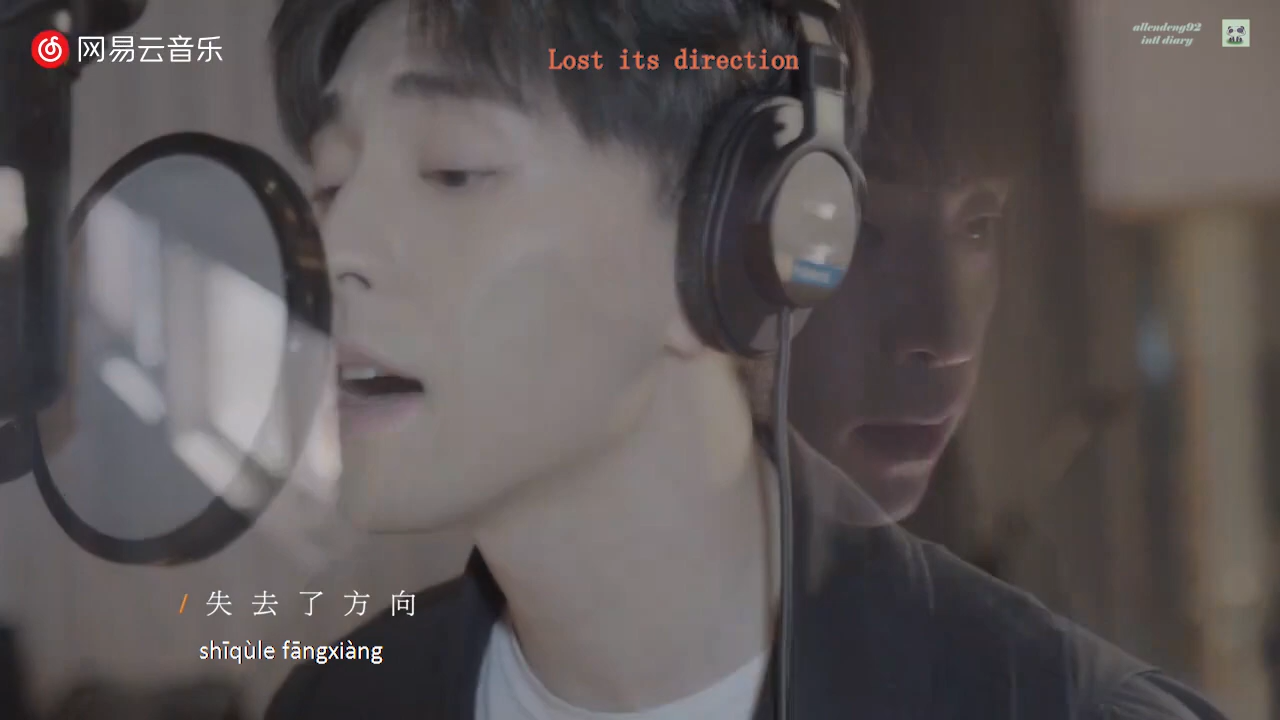 网易云音乐
Lost its direction
allendeng92
intl diary
/ 失去了方向
shīqùle fāngxiàng